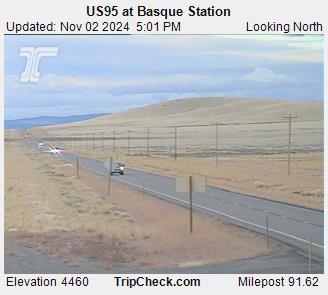 US95 at Basque Station
Updated: Nov 02 2024 5:01 PM Looking North
Elevation 4460 TripCheck.com Milepost 91.62